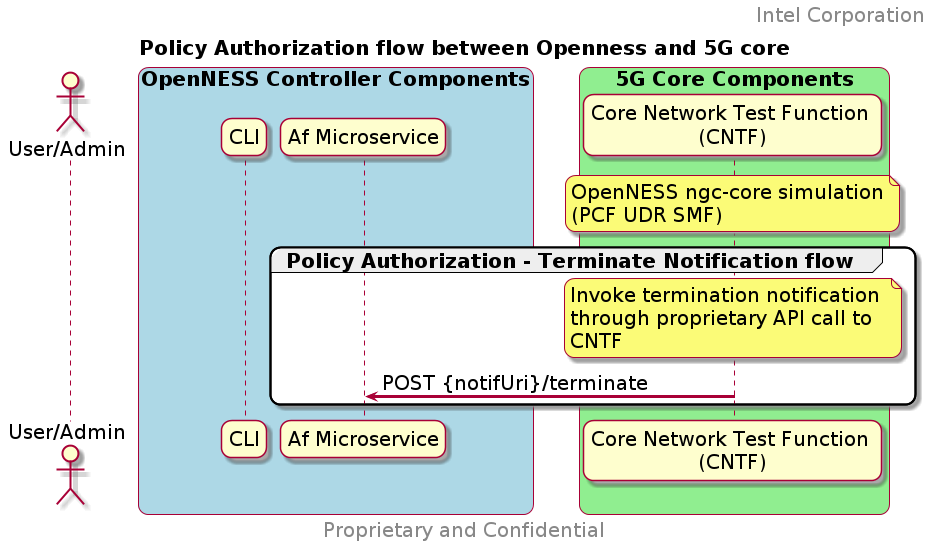 Intel Corporation
Policy Authorization flow between Openness and 5G core
OpenNESS Controller Components
5G Core Components
User/Admin
CLI
Af Microservice
Core Network Test Function
(CNTF)
OpenNESS ngc-core simulation
(PCF UDR SMF)
Policy Authorization - Terminate Notification flow
Invoke termination notification
through proprietary API call to
CNTF
POST {notifUri}/terminate
User/Admin
CLI
Af Microservice
Core Network Test Function
(CNTF)
Proprietary and Confidential